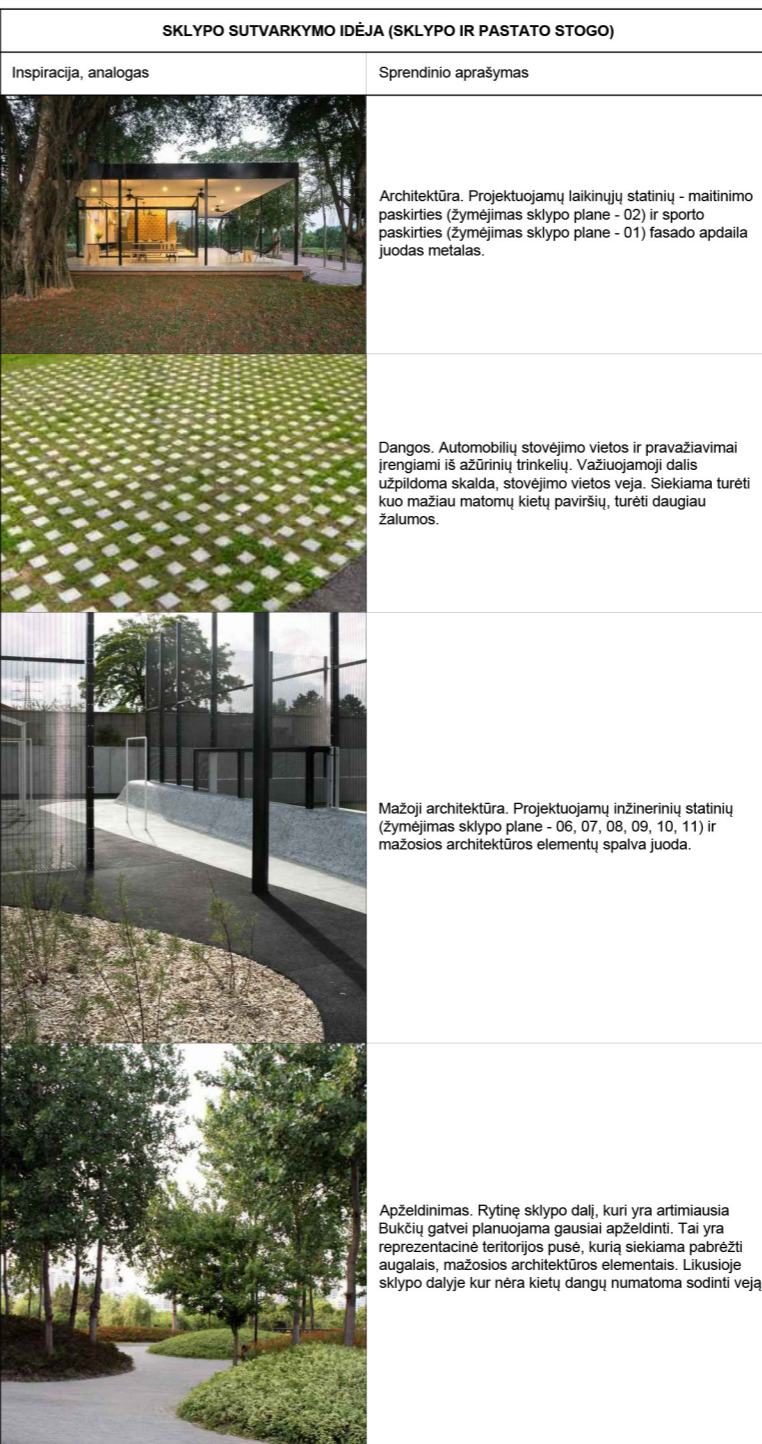 SKLYPO SUTVARKYMO IDĖJA (SKLYPO IR PASTATO STOGO)
Inspiracija, analogas
Sprendinio aprašymas
Architektūra. Projektuojamų laikinųjų statinių - maitinimo
paskirties (žymėjimas sklypo plane - 02) ir sporto
paskirties (žymėjimas sklypo plane - 01) fasado apdaila
juodas metalas.
Dangos. Automobilių stovėjimo vietos ir pravažiavimai
įrengiami iš ažūrinių trinkelių. Važiuojamoji dalis
užpildoma skalda, stovėjimo vietos veja. Siekiama turėti
kuo mažiau matomų kietų paviršių, turėti daugiau
žalumos.
Mažoji architektūra. Projektuojamų inžinerinių statinių
(žymėjimas sklypo plane - 06, 07, 08, 09, 10, 11) ir
mažosios architektūros elementų spalva juoda.
Apželdinimas. Rytinę sklypo dalį, kuri yra artimiausia
Bukčių gatvei planuojama gausiai apželdinti. Tai yra
reprezentacinė teritorijos pusė, kurią siekiama pabrėžti
augalais, mažosios architektūros elementais. Likusioje
sklypo dalyje kur nėra kietų dangų numatoma sodinti veją